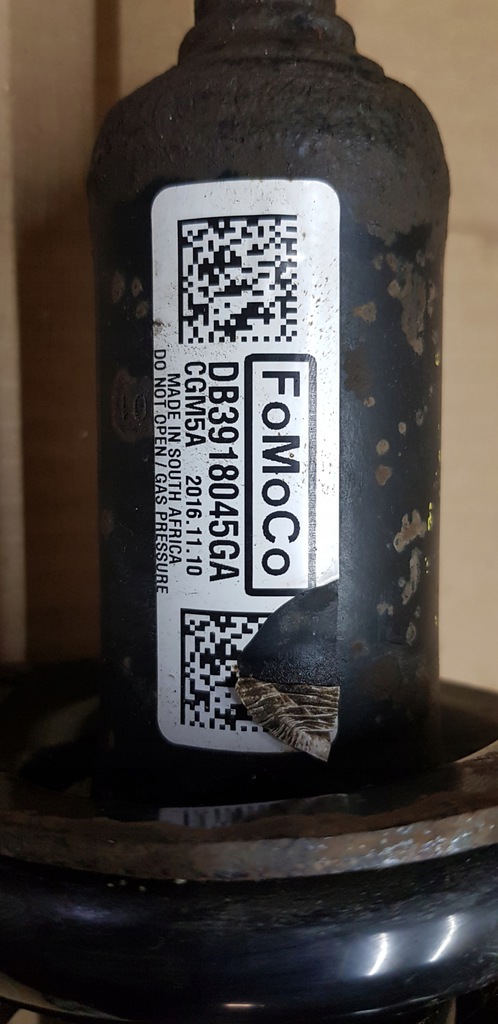 FoMoCo
DB3918045GA
CGM5A 2016.11.10
MADE IN SOUTH AFRICA
DO NOT OPEN / GAS PRESSURE